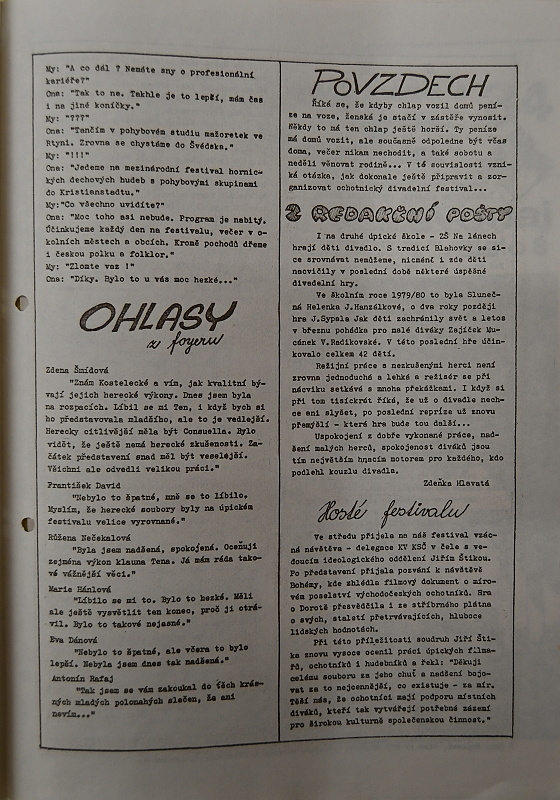 My: "A co dál ? Nemáte sny o profesionální
kariéře?"
Ona: "Tak to ne. Takhle je to lepší, mám čas
i na jiné koníčky."
My: "???"
Ona: "Tančím v pohybovém studiu mažoretek ve
Rtyni. Zrovna se chystáme do Švédska."
My: "!!!"
Ona: "Jedeme na mezinárodní festival hornic-
kých dechových hudeb s pohybovými skupinami
do Kristianstadtu."
My:"Co všechno uvidíte?"
Ona: "Moc toho asi nebude. Program je nabitý.
Účinkujeme každý den na festivalu, večer v o-
kolních městech a obcích. Kromě pochodů dřeme
i českou polku a folklor."
My: "Zlomte vaz !"
Ona: "Díky. Bylo to u vás moc hezké..."
OHLASY
z foyeru
Zdena Šmídová
"Znám Kostelecké a vím, jak kvalitní bý-
vají jejich herecké výkony. Dnes jsem byla
na rozpacích. Líbil se mi Ten, i když bych si
ho představovala mladšího, ale to je vedlejší.
Herecky citlivější měla být Consuella. Bylo
vidět, že ještě nemá herecké zkušenosti. Za-
čátek představení snad měl být veselejší.
Všichni ale odvedli velikou práci."
František David
"Nebylo to špatné, mně se to líbilo.
Myslím, že herecké soubory byly na úpickém
festivalu velice vyrovnané."
Růžena Nečekalová
"Byla jsem nadšená, spokojená. Oceňuji
zejména výkon klauna Tena. Já mám ráda tako-
vé vážnější věci."
Marie Hánlová
"Líbilo se mi to. Bylo to hezké. Měli
ale ještě vysvětlit ten konec, proč ji otrá-
vil. Bylo to takové nejasné."
Eva Dánová
"Nebylo to špatné, ale včera to bylo
lepší. Nebyla jsem dnes tak nadšená."
Antonín Rafaj
"Tak jsem se vám zakoukal do těch krás-
ných mladých polonahých slečen, že ani
nevím..."
POVZDECH
Říká se, že kdyby chlap vozil domů pení-
ze na voze, ženská je stačí v zástěře vynosit.
Někdy to má ten chlap ještě horší. Ty peníze
má domů vozit, ale současně odpoledne být včas
doma, večer nikam nechodit, a také sobotu a
neděli věnovat rodině... V té souvislosti vzni-
ká otázka, jak dokonale ještě připravit a zor-
ganizovat ochotnický divadelní festival...
Z REDAKČNÍ POŠTY
I na druhé úpické škole - ZŠ Na lánech
hrají děti divadlo. S tradicí Blahovky se si-
ce srovnávat nemůžeme, nicméně i zde děti
nacvičily v poslední době některé úspěšné
divadelní hry.
Ve školním roce 1979/80 to byla Sluneč-
ná Helenka J.Hanzélkové, o dva roky později
hra J.Sypala Jak děti zachránily svět a letos
v březnu pohádka pro malé diváky Zajíček Mu-
cánek V.Radikovské. V této poslední hře účin-
kovalo celkem 42 dětí.
Režijní práce s nezkušenými herci není
zrovna jednoduchá a lehká a režisér se při
nácviku setkává s mnoha překážkami. I když si
při tom tisíckrát říká, že už o divadle nech-
ce ani slyšet, po poslední repríze už znovu
přemýšlí - která hra bude tou další...
Uspokojení z dobře vykonané práce, nad-
šení malých herců, spokojenost diváků jsou
tím největším hnacím motorem pro každého, kdo
podlehl kouzlu divadla.
Zdeňka Hlavatá
Hosté festivalu
Ve středu přijela na náš festival vzác-
ná návštěva - delegace KV KSČ v čele s ve-
doucím ideologického oddělení Jiřím Štikou.
Po představení přijala pozvání k návštěvě
Bohémy, kde shlédla filmový dokument o míro-
vém poselství východočeských ochotníků. Hra
o Dorotě přesvědčila i ze stříbrného plátna
o svých, staletí přetrvávajících, hluboce
lidských hodnotách.
Při této příležitosti soudruh Jiří Šti-
ka znovu vysoce ocenil práci úpických filma-
řů, ochotníků i hudebníků a řekl: "Děkuji
celému souboru za jeho chuť a nadšení bojo-
vat za to nejcennější, co existuje - za mír.
Těší nás, že ochotníci mají podporu místních
diváků, kteří tak vytvářejí potřebné zázemí
pro širokou kulturně společenskou činnost."